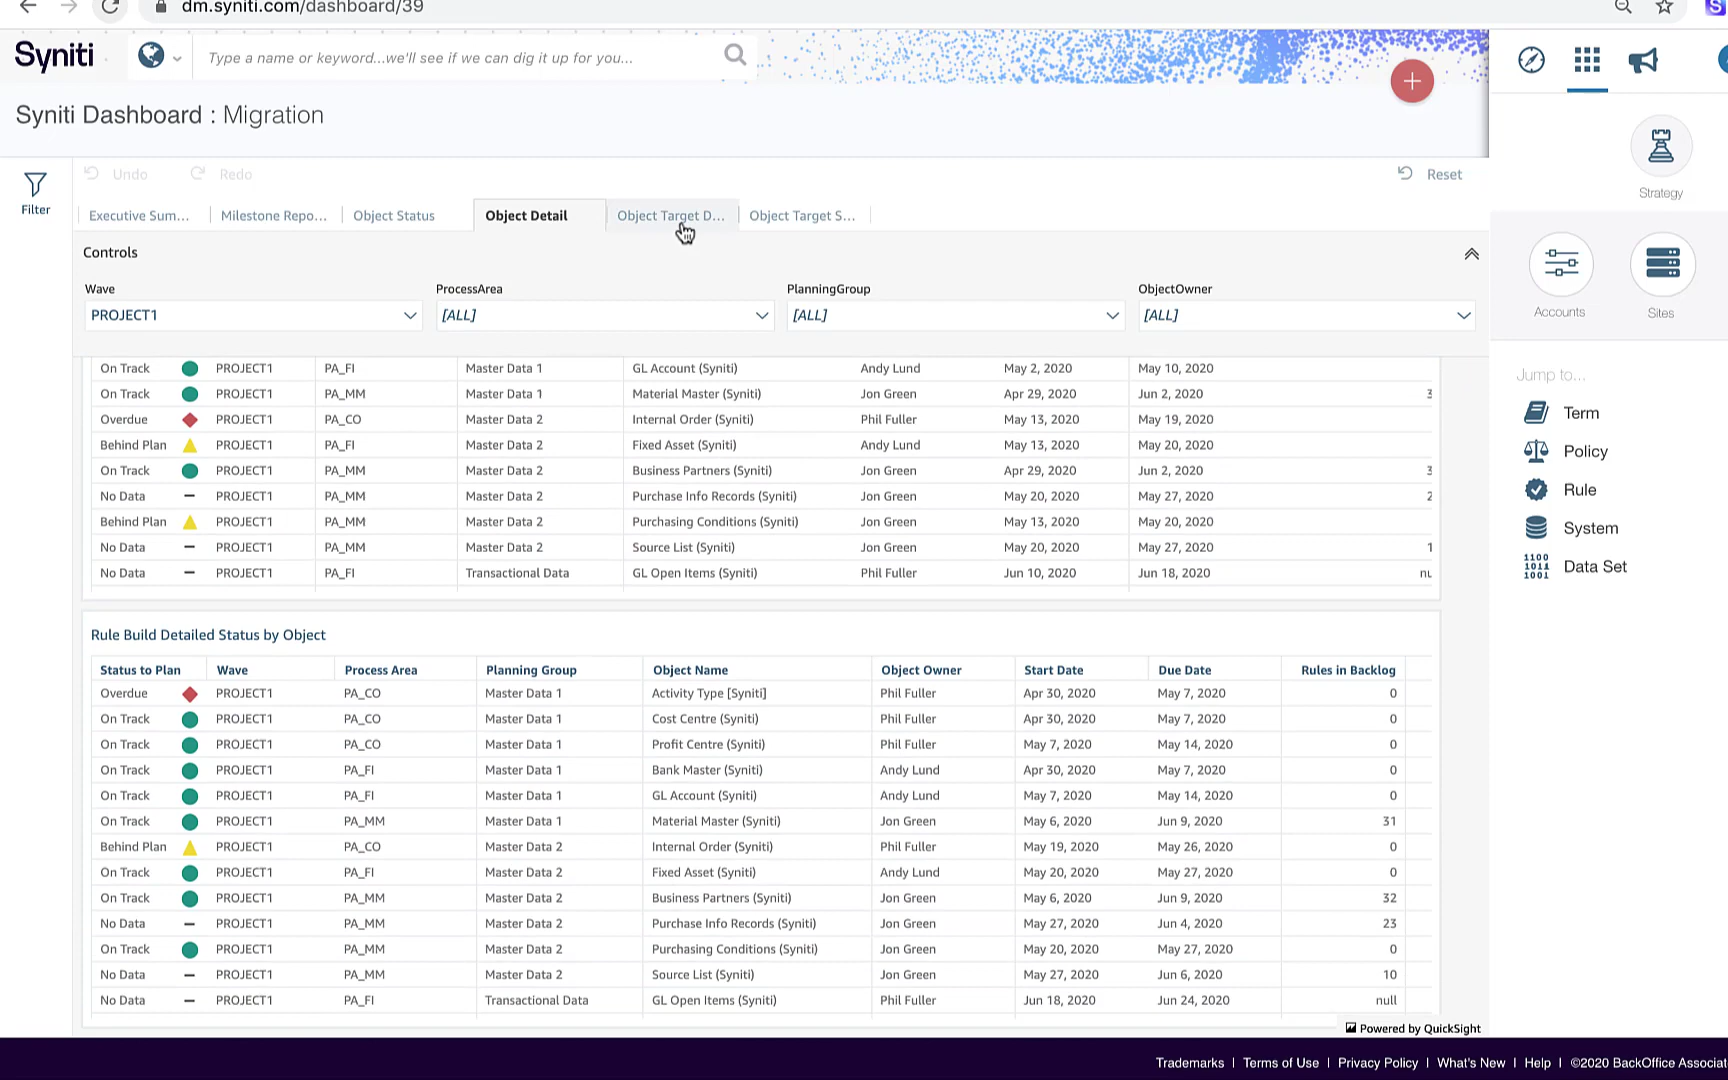 dm.syniti.com/dashboard/39
Syniti
Type a name or keyword...we'll see if we can dig it up for you...
Syniti Dashboard : Migration
Filter
Undo Redo Reset
Executive Sum... Milestone Repo... Object Status Object Detail Object Target D... Object Target S...
Controls
Wave ProcessArea PlanningGroup ObjectOwner
PROJECT1 [ALL] [ALL] [ALL]
On Track PROJECT1 PA_FI Master Data 1 GL Account (Syniti) Andy Lund May 2, 2020 May 10, 2020
On Track PROJECT1 PA_MM Master Data 1 Material Master (Syniti) Jon Green Apr 29, 2020 Jun 2, 2020 3
Overdue PROJECT1 PA_CO Master Data 2 Internal Order (Syniti) Phil Fuller May 13, 2020 May 19, 2020
Behind Plan PROJECT1 PA_FI Master Data 2 Fixed Asset (Syniti) Andy Lund May 13, 2020 May 20, 2020
On Track PROJECT1 PA_MM Master Data 2 Business Partners (Syniti) Jon Green Apr 29, 2020 Jun 2, 2020 3
No Data – PROJECT1 PA_MM Master Data 2 Purchase Info Records (Syniti) Jon Green May 20, 2020 May 27, 2020 2
Behind Plan PROJECT1 PA_MM Master Data 2 Purchasing Conditions (Syniti) Jon Green May 13, 2020 May 20, 2020
No Data – PROJECT1 PA_MM Master Data 2 Source List (Syniti) Jon Green May 20, 2020 May 27, 2020 1
No Data – PROJECT1 PA_FI Transactional Data GL Open Items (Syniti) Phil Fuller Jun 10, 2020 Jun 18, 2020 nu
Rule Build Detailed Status by Object
Status to Plan Wave Process Area Planning Group Object Name Object Owner Start Date Due Date Rules in Backlog
Overdue PROJECT1 PA_CO Master Data 1 Activity Type [Syniti] Phil Fuller Apr 30, 2020 May 7, 2020 0
On Track PROJECT1 PA_CO Master Data 1 Cost Centre (Syniti) Phil Fuller Apr 30, 2020 May 7, 2020 0
On Track PROJECT1 PA_CO Master Data 1 Profit Centre (Syniti) Phil Fuller May 7, 2020 May 14, 2020 0
On Track PROJECT1 PA_FI Master Data 1 Bank Master (Syniti) Andy Lund Apr 30, 2020 May 7, 2020 0
On Track PROJECT1 PA_FI Master Data 1 GL Account (Syniti) Andy Lund May 7, 2020 May 14, 2020 0
On Track PROJECT1 PA_MM Master Data 1 Material Master (Syniti) Jon Green May 6, 2020 Jun 9, 2020 31
Behind Plan PROJECT1 PA_CO Master Data 2 Internal Order (Syniti) Phil Fuller May 19, 2020 May 26, 2020 0
On Track PROJECT1 PA_FI Master Data 2 Fixed Asset (Syniti) Andy Lund May 20, 2020 May 27, 2020 0
On Track PROJECT1 PA_MM Master Data 2 Business Partners (Syniti) Jon Green May 6, 2020 Jun 9, 2020 32
No Data – PROJECT1 PA_MM Master Data 2 Purchase Info Records (Syniti) Jon Green May 27, 2020 Jun 4, 2020 23
On Track PROJECT1 PA_MM Master Data 2 Purchasing Conditions (Syniti) Jon Green May 20, 2020 May 27, 2020 0
No Data – PROJECT1 PA_MM Master Data 2 Source List (Syniti) Jon Green May 27, 2020 Jun 6, 2020 10
No Data – PROJECT1 PA_FI Transactional Data GL Open Items (Syniti) Phil Fuller Jun 18, 2020 Jun 24, 2020 null
Powered by QuickSight
Strategy
Accounts Sites
Jump to...
Term
Policy
Rule
System
1100
1011
1001
Data Set
Trademarks | Terms of Use | Privacy Policy | What's New | Help | ©2020 BackOffice Associat